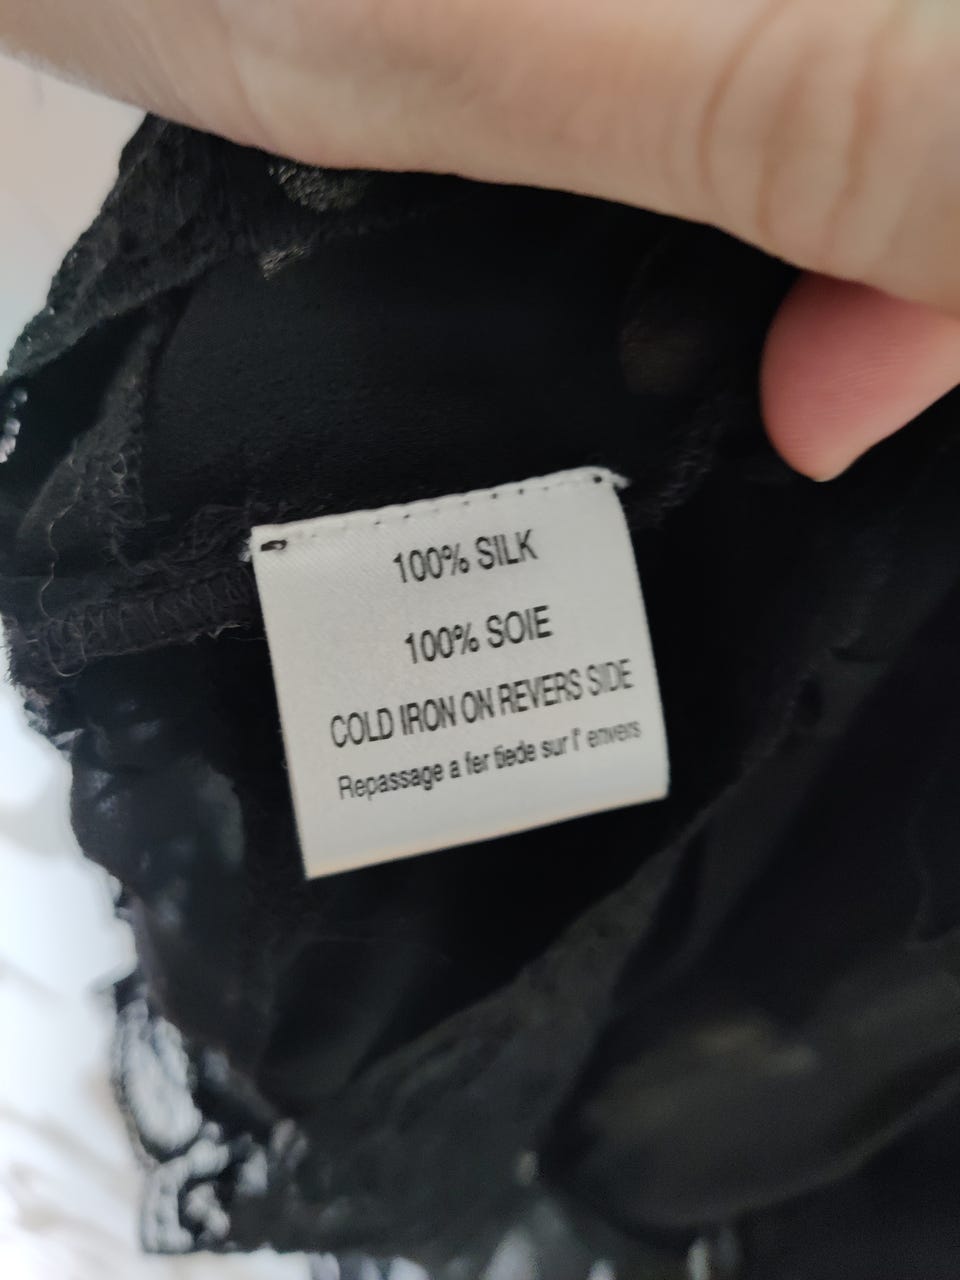 100% SILK
100% SOIE
COLD IRON ON REVERS SIDE
Repassage a fer tiede sur l' envers